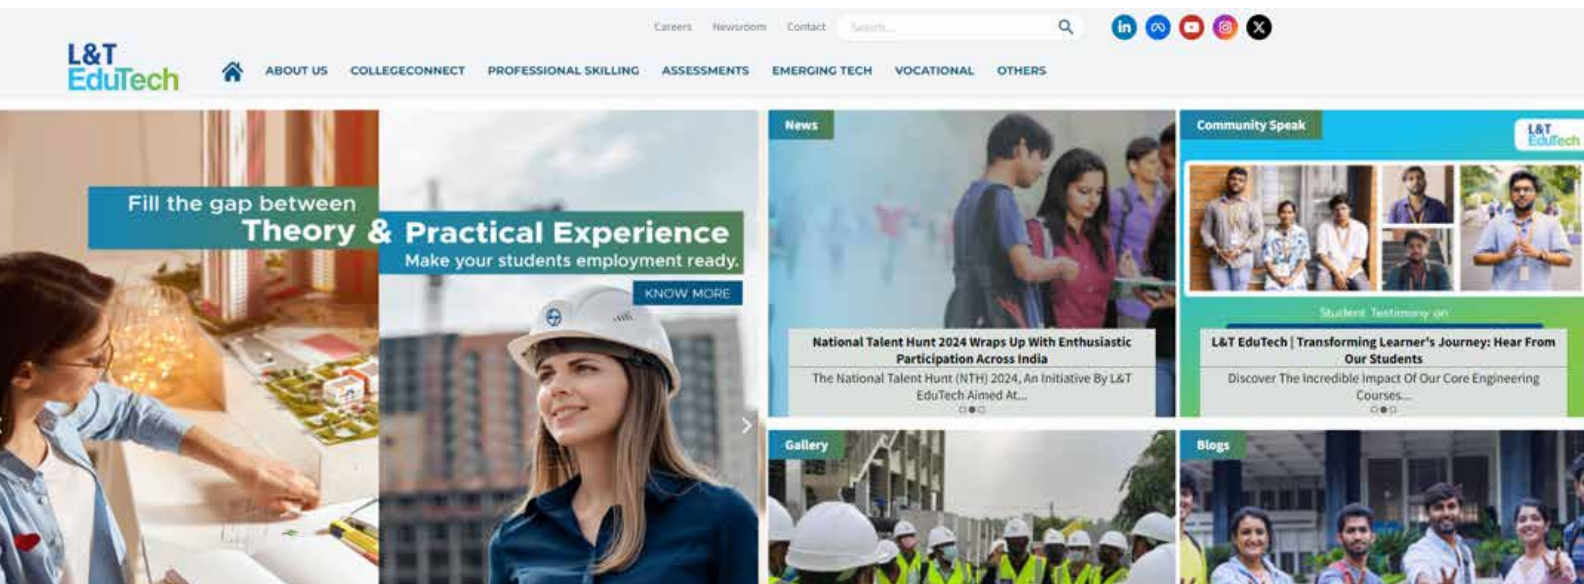 Careers Newsroom Contact Search...
L&T
EduTech
ABOUT US COLLEGECONNECT PROFESSIONAL SKILLING ASSESSMENTS EMERGING TECH VOCATIONAL OTHERS
Fill the gap between
Theory & Practical Experience
Make your students employment ready.
KNOW MORE
News
National Talent Hunt 2024 Wraps Up With Enthusiastic
Participation Across India
The National Talent Hunt (NTH) 2024, An Initiative By L&T
EduTech Aimed At...
Community Speak
L&T
EduTech
Student Testimony on
L&T EduTech | Transforming Learner's Journey: Hear From
Our Students
Discover The Incredible Impact Of Our Core Engineering
Courses...
Gallery
Blogs